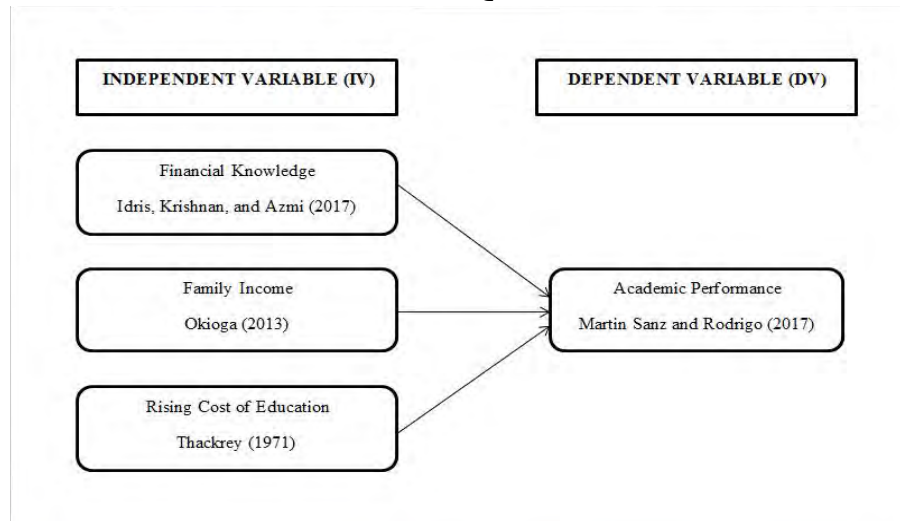 INDEPENDENT VARIABLE (IV)
DEPENDENT VARIABLE (DV)
Financial Knowledge
Idris, Krishnan, and Azmi (2017)
Family Income
Okioga (2013)
Rising Cost of Education
Thackrey (1971)
Academic Performance
Martin Sanz and Rodrigo (2017)